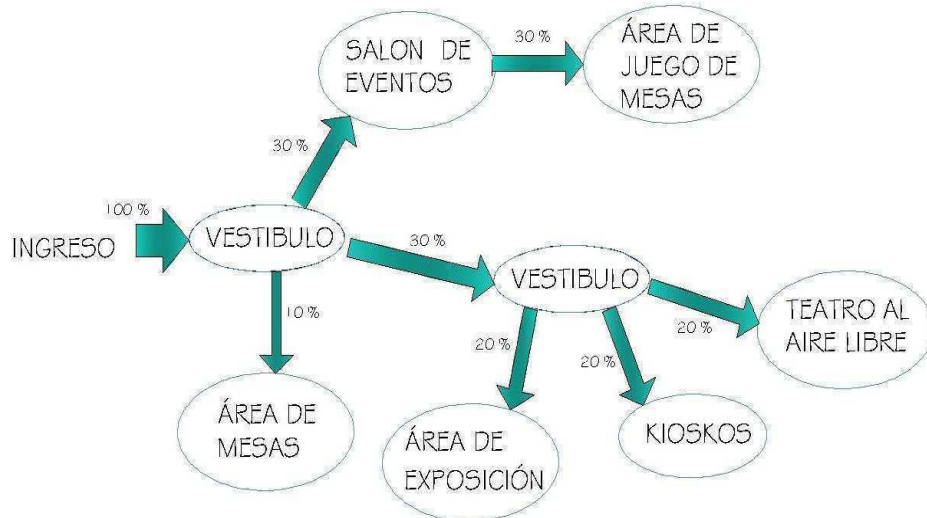 SALON DE
EVENTOS
30 %
ÁREA DE
JUEGO DE
MESAS
30 %
100 %
INGRESO
VESTIBULO
30 %
VESTIBULO
10 %
20 %
20 %
20 %
TEATRO AL
AIRE LIBRE
ÁREA DE
MESAS
ÁREA DE
EXPOSICIÓN
KIOSKOS